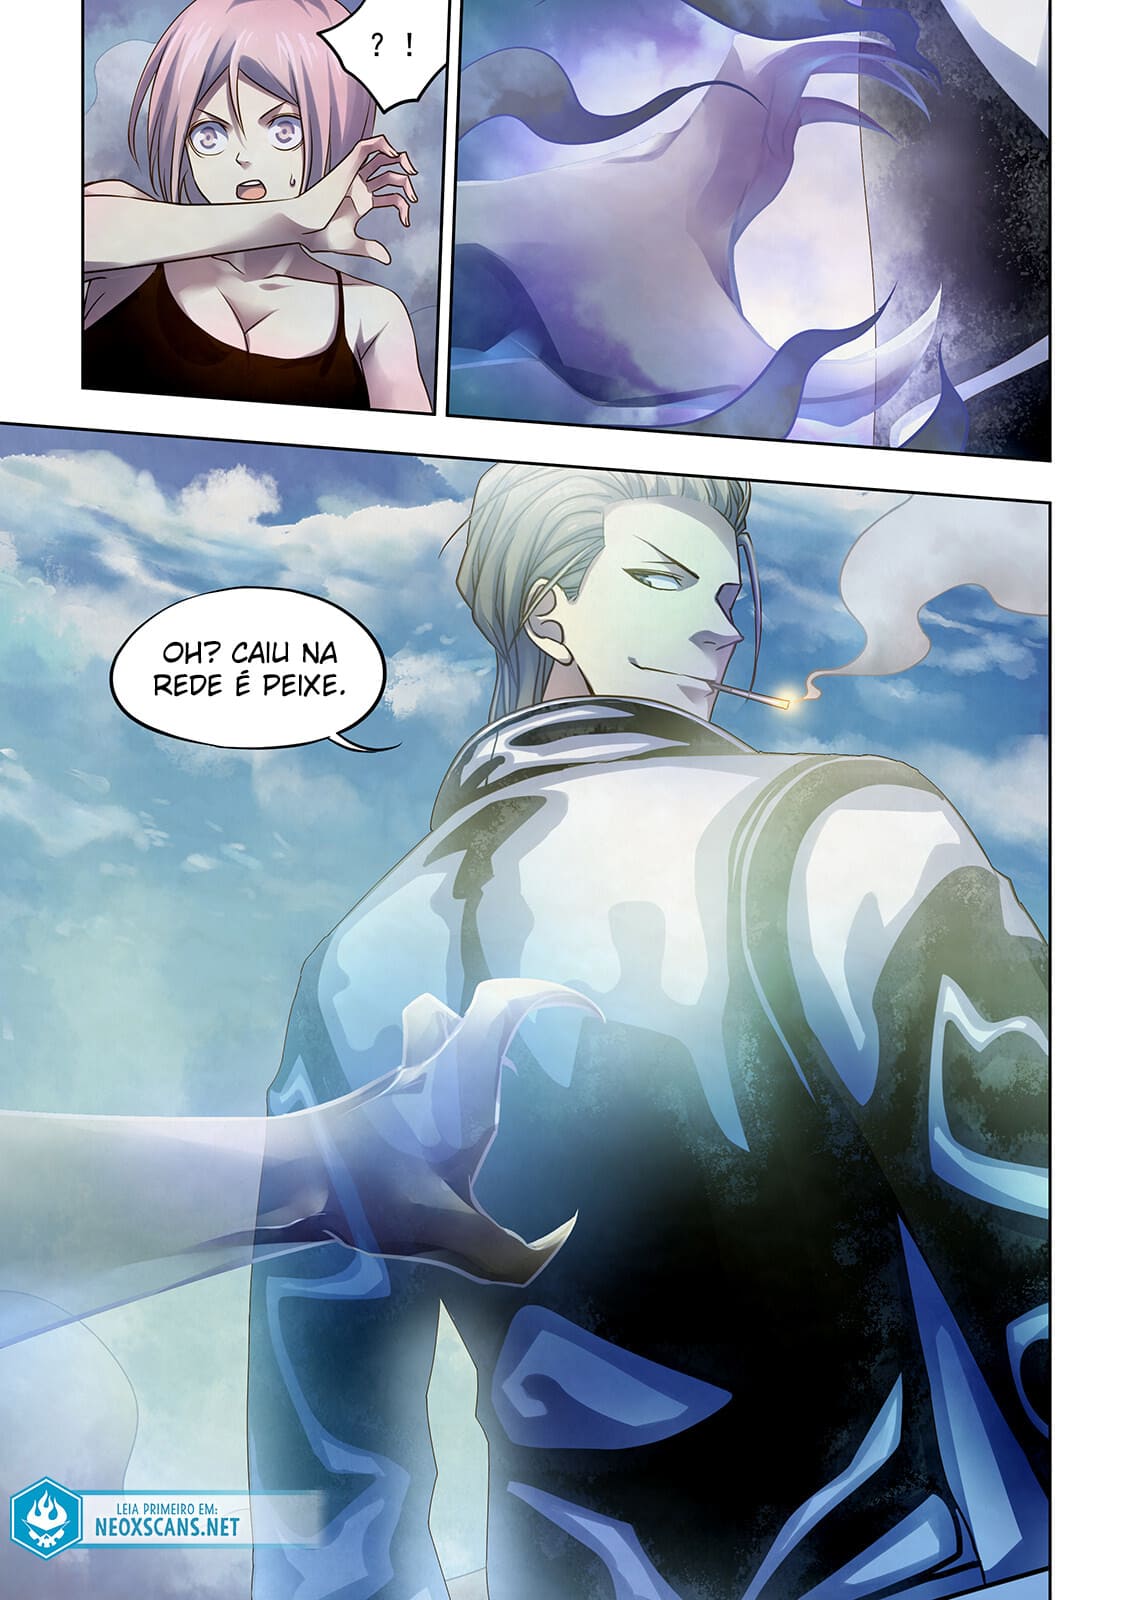 ? !
OH? CAIU NA
REDE É PEIXE.
LEIA PRIMEIRO EM:
NEOXSCANS.NET